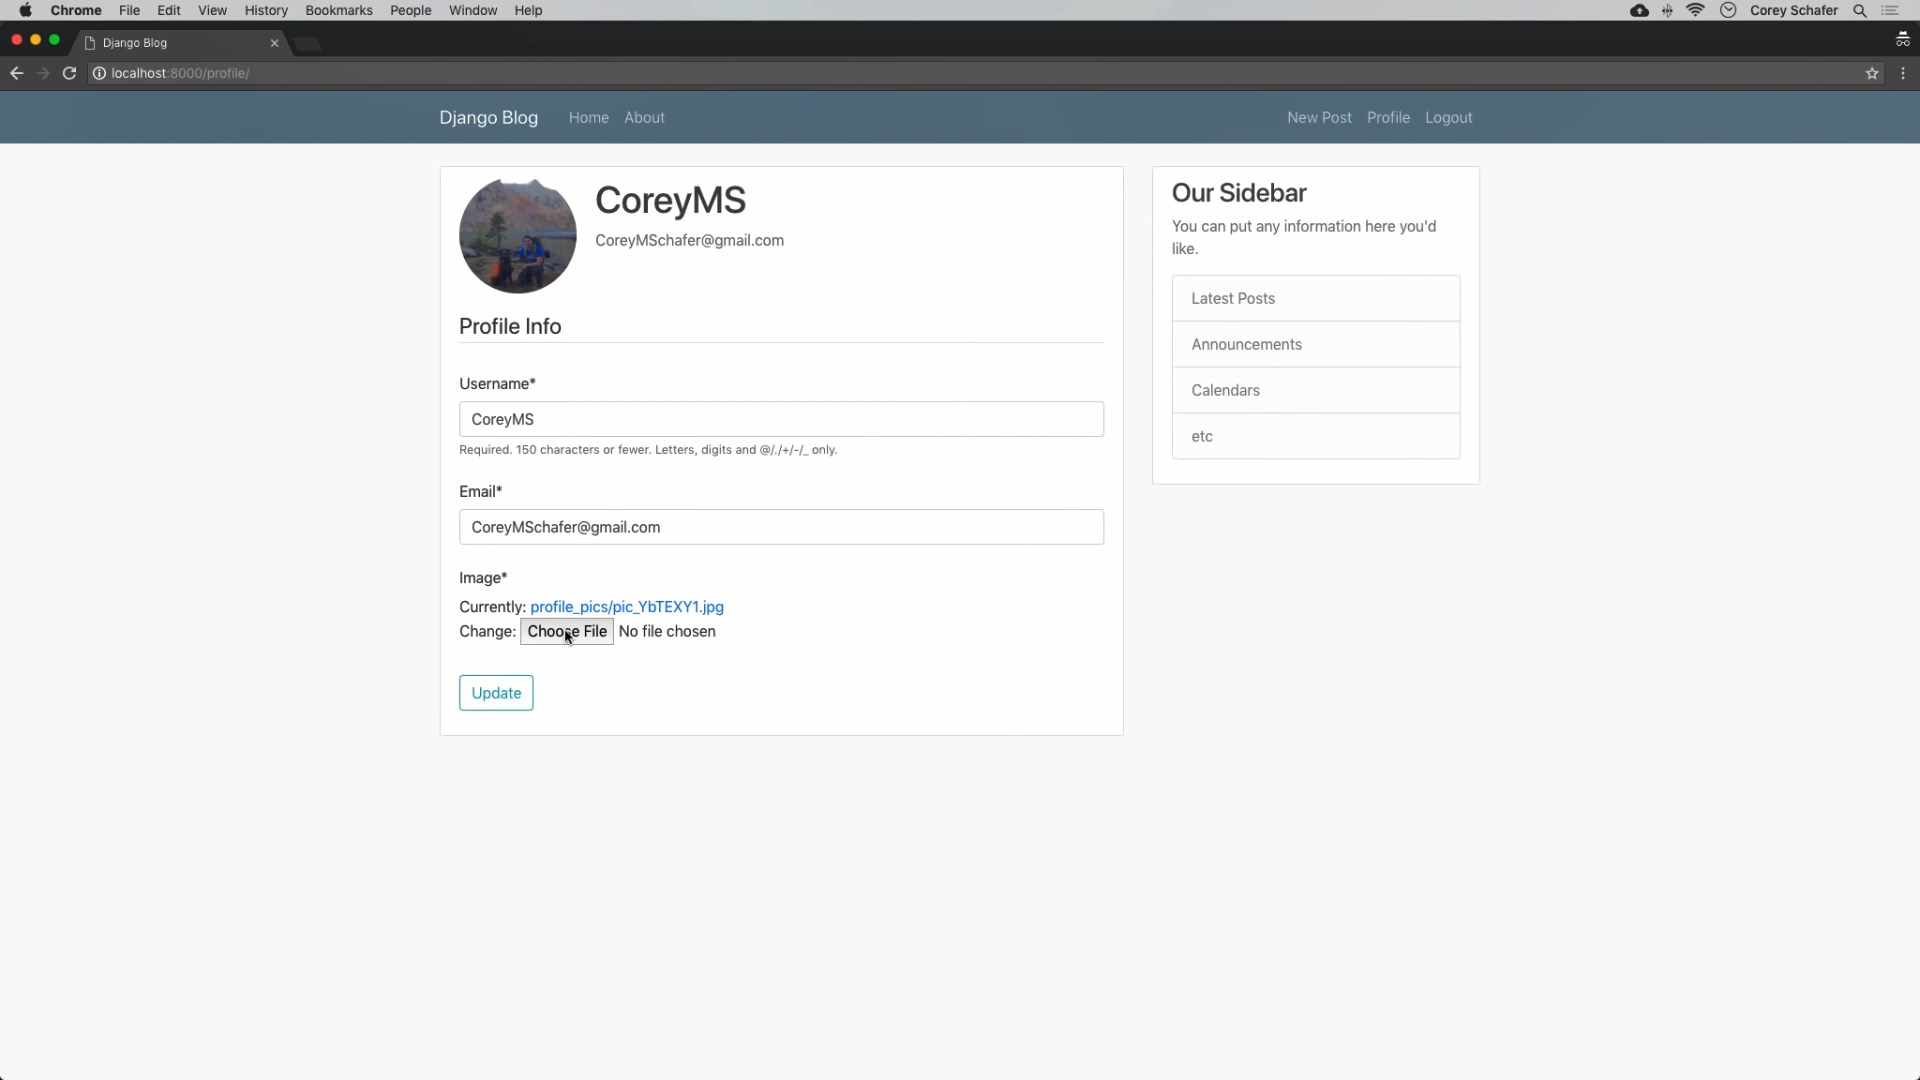 Chrome File Edit View History Bookmarks People Window Help Corey Schafer
Django Blog
localhost:8000/profile/
Django Blog Home About New Post Profile Logout
CoreyMS
CoreyMSchafer@gmail.com
Profile Info
Username*
CoreyMS
Required. 150 characters or fewer. Letters, digits and @/./+/-/_ only.
Email*
CoreyMSchafer@gmail.com
Image*
Currently: profile_pics/pic_YbTEXY1.jpg
Change: Choose File No file chosen
Update
Our Sidebar
You can put any information here you'd
like.
Latest Posts
Announcements
Calendars
etc